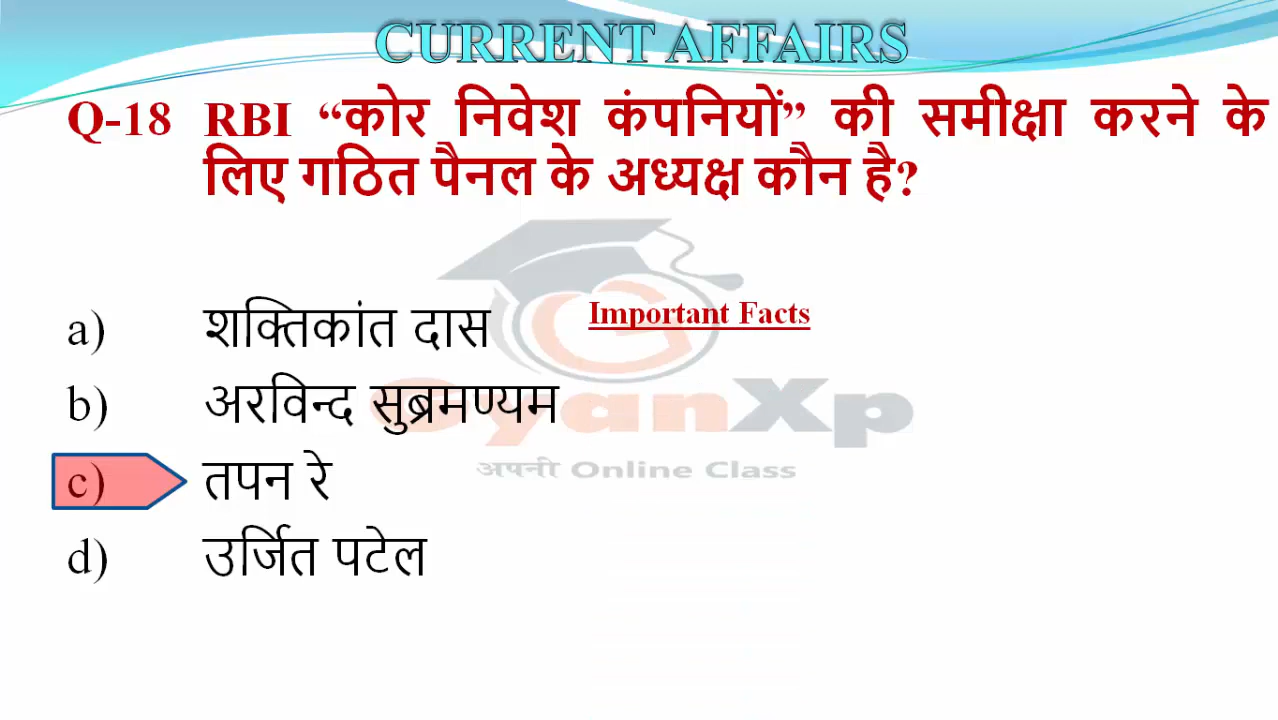 CURRENT AFFAIRS
Q-18 RBI “कोर निवेश कंपनियों” की समीक्षा करने के
लिए गठित पैनल के अध्यक्ष कौन है?
a) शक्तिकांत दास
Important Facts
b) अरविन्द सुब्रमण्यम
GyanXp
c) तपन रे
अपनी Online Class
d) उर्जित पटेल